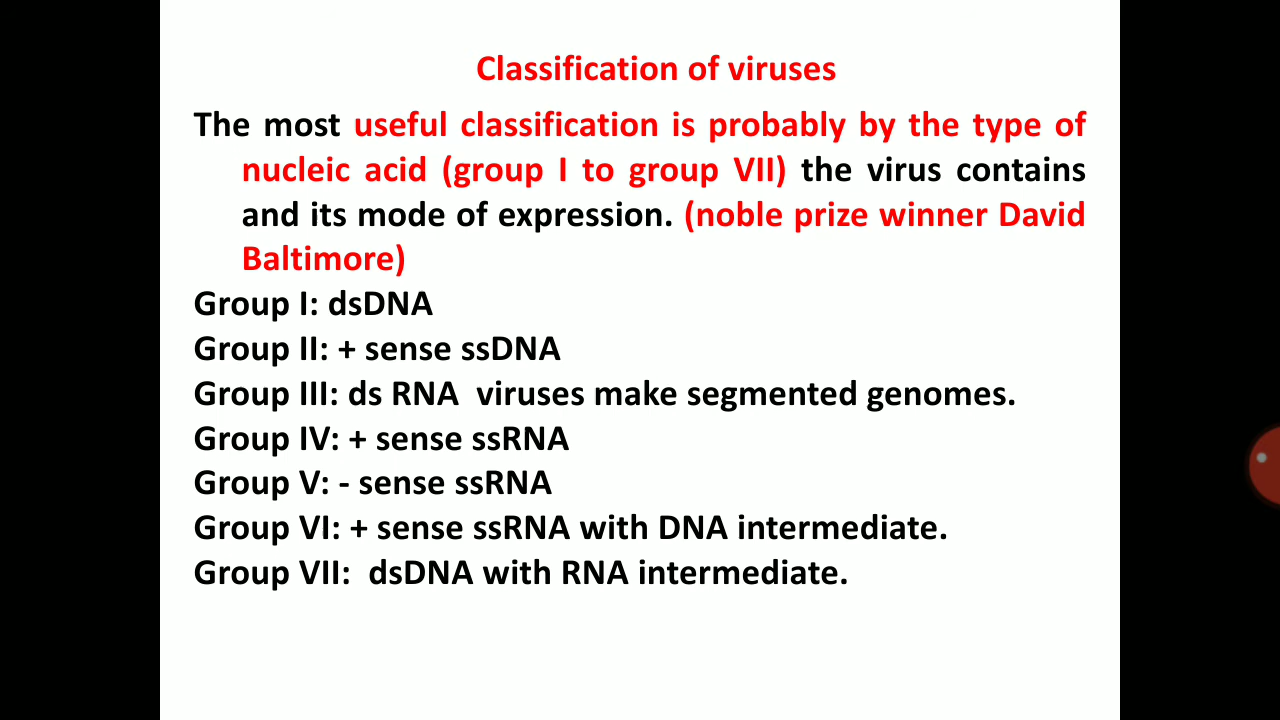 Classification of viruses
The most useful classification is probably by the type of
nucleic acid (group I to group VII) the virus contains
and its mode of expression. (noble prize winner David
Baltimore)
Group I: dsDNA
Group II: + sense ssDNA
Group III: ds RNA  viruses make segmented genomes.
Group IV: + sense ssRNA
Group V: - sense ssRNA
Group VI: + sense ssRNA with DNA intermediate.
Group VII:  dsDNA with RNA intermediate.